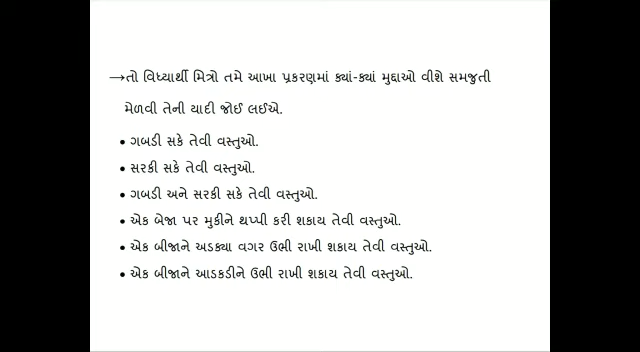 →તો વિધ્યાર્થી મિત્રો તમે આખા પ્રકરણમાં ક્યાં-ક્યાં મુદ્દાઓ વીશે સમજુતી
મેળવી તેની યાદી જોઈ લઈએ.
• ગબડી સકે તેવી વસ્તુઓ.
• સરકી સકે તેવી વસ્તુઓ.
• ગબડી અને સરકી સકે તેવી વસ્તુઓ.
• એક બેજા પર મુકીને થપ્પી કરી શકાય તેવી વસ્તુઓ.
• એક બીજાને અડક્યા વગર ઉભી રાખી શકાય તેવી વસ્તુઓ.
• એક બીજાને આડકડીને ઉભી રાખી શકાય તેવી વસ્તુઓ.